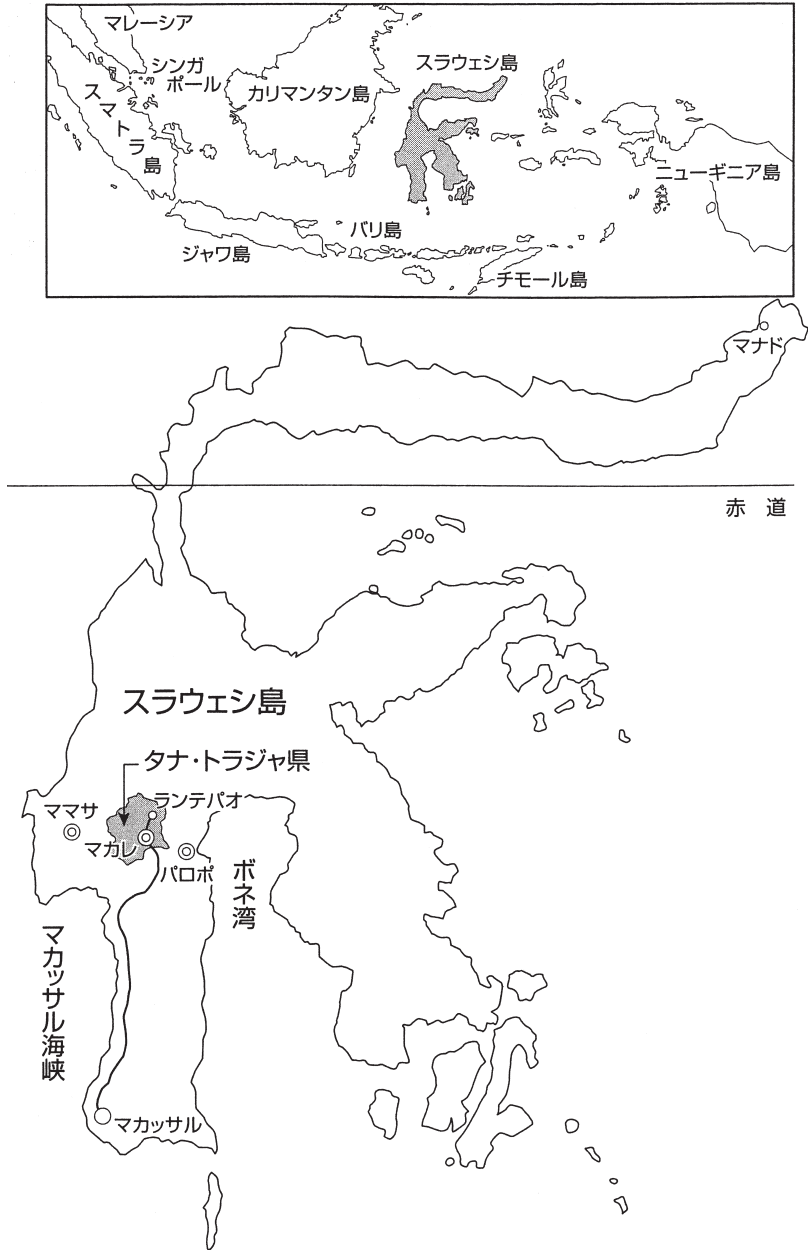 マレーシア
シンガ
ポール
スマトラ島
カリマンタン島
スラウェシ島
ニューギニア島
バリ島
ジャワ島
チモール島
マナド
赤道
スラウェシ島
タナ・トラジャ県
ランテパオ
ママサ
マカレ
パロポ
ボネ湾
マカッサル海峡
マカッサル